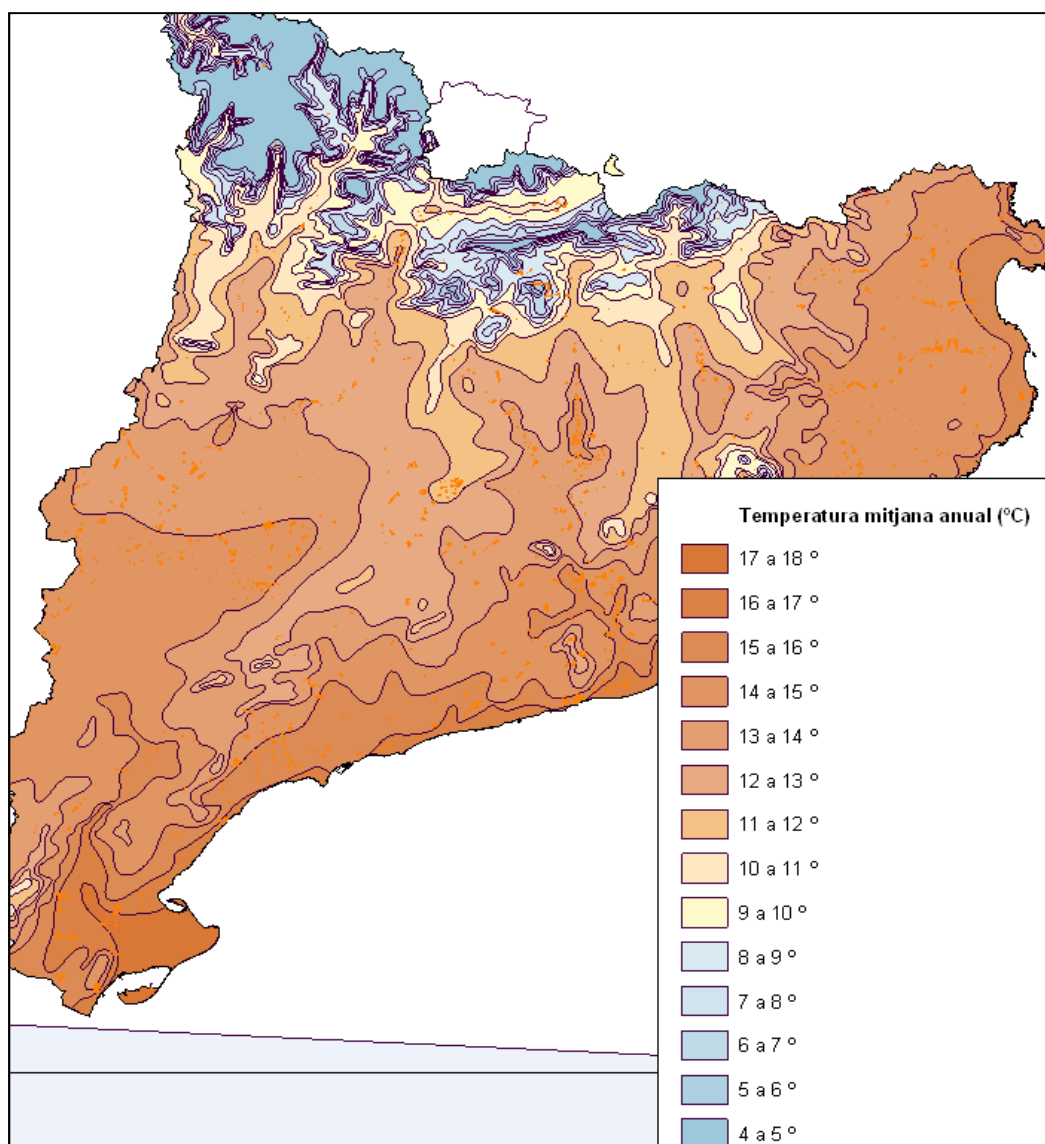 Temperatura mitjana anual (ºC)
17 a 18 º
16 a 17 º
15 a 16 º
14 a 15 º
13 a 14 º
12 a 13 º
11 a 12 º
10 a 11 º
9 a 10 º
8 a 9 º
7 a 8 º
6 a 7 º
5 a 6 º
4 a 5 º